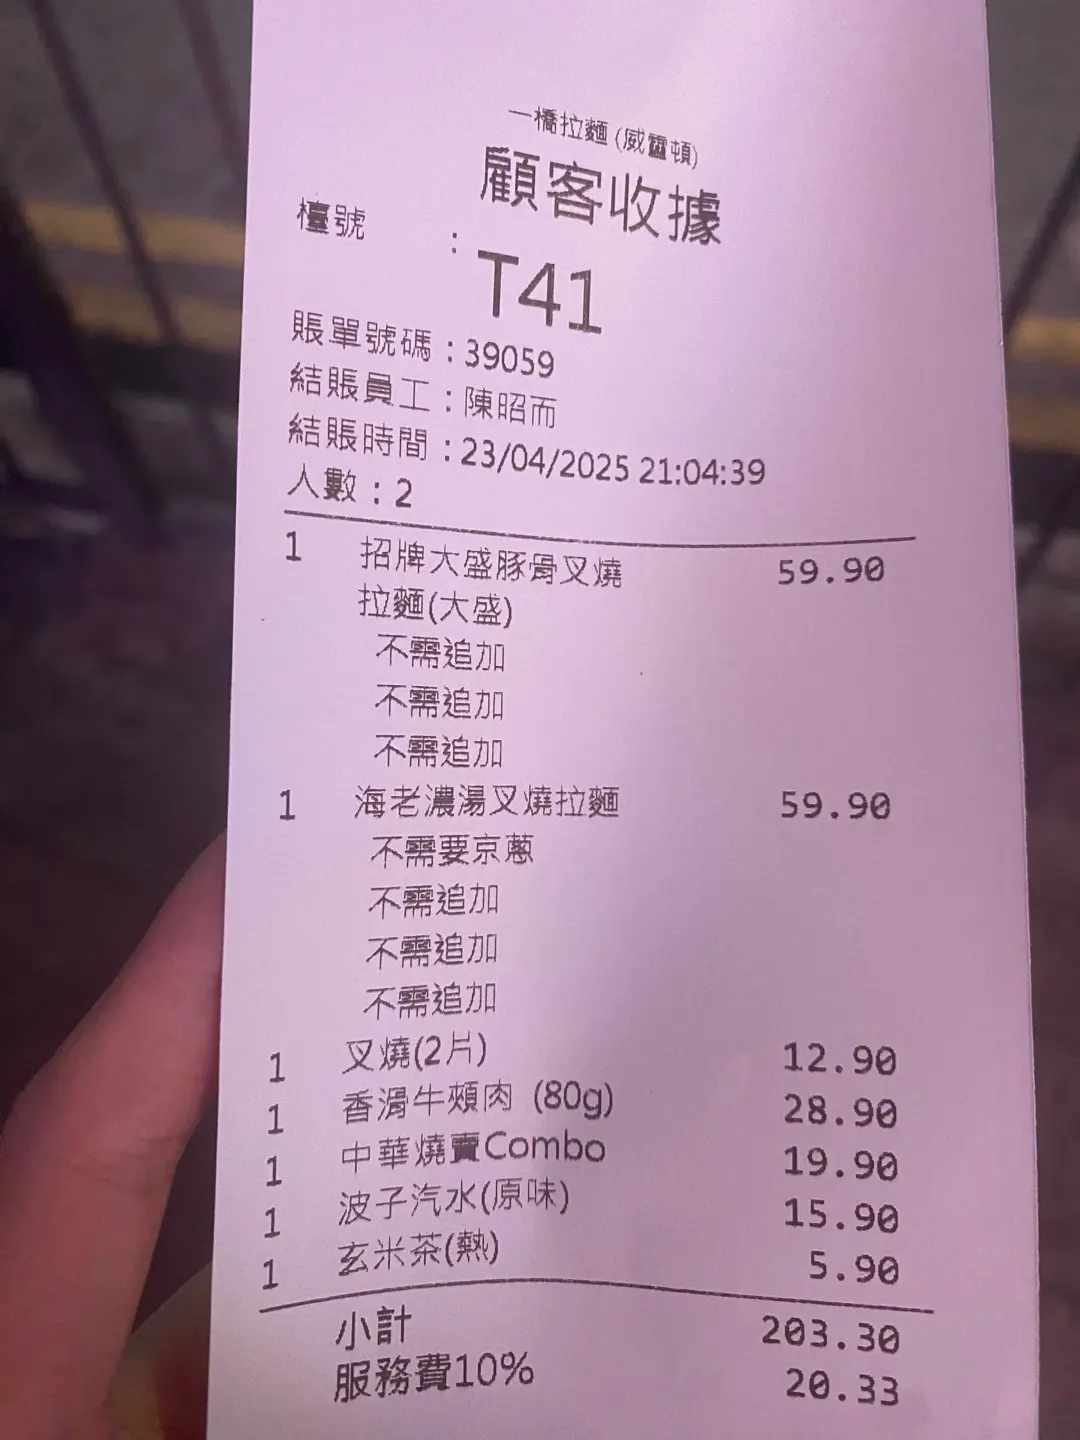 一橋拉麵 (威靈頓)
顧客收據
檯號 : T41
賬單號碼 : 39059
結賬員工 : 陳昭而
結賬時間 : 23/04/2025 21:04:39
人數 : 2
1 招牌大盛豚骨叉燒 59.90
拉麵(大盛)
不需追加
不需追加
不需追加
1 海老濃湯叉燒拉麵 59.90
不需要京蔥
不需追加
不需追加
不需追加
1 叉燒(2片) 12.90
1 香滑牛頰肉 (80g) 28.90
1 中華燒賣Combo 19.90
1 波子汽水(原味) 15.90
1 玄米茶(熱) 5.90
小計 203.30
服務費10% 20.33